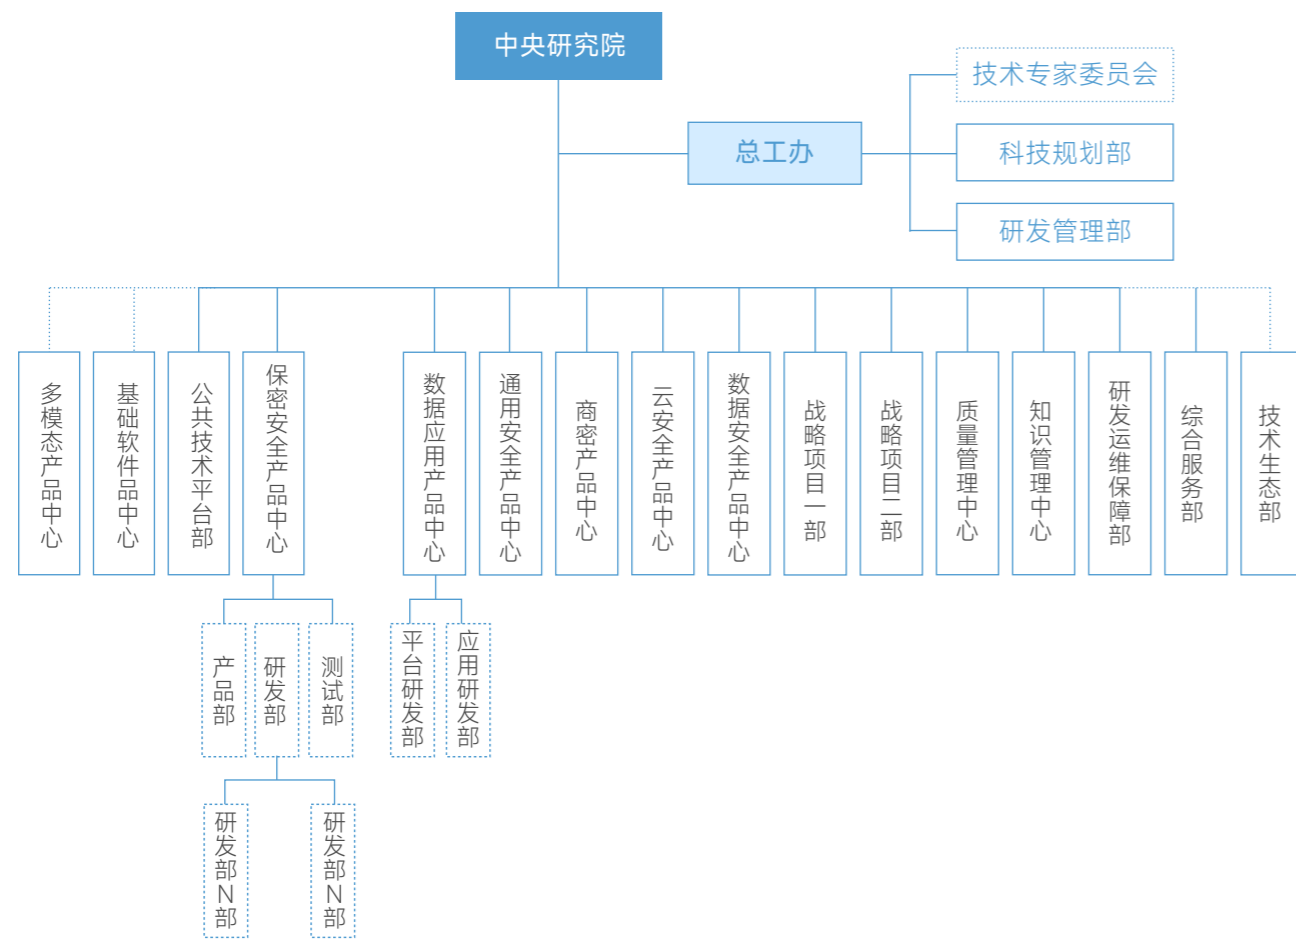 中央研究院
技术专家委员会
总工办
科技规划部
研发管理部
多模态产品中心
基础软件品中心
公共技术平台部
保密安全产品中心
数据应用产品中心
通用安全产品中心
商密产品中心
云安全产品中心
数据安全产品中心
战略项目一部
战略项目二部
质量管理中心
知识管理中心
研发运维保障部
综合服务部
技术生态部
产品部
研发部
测试部
平台研发部
应用研发部
研发部N部
研发部N部